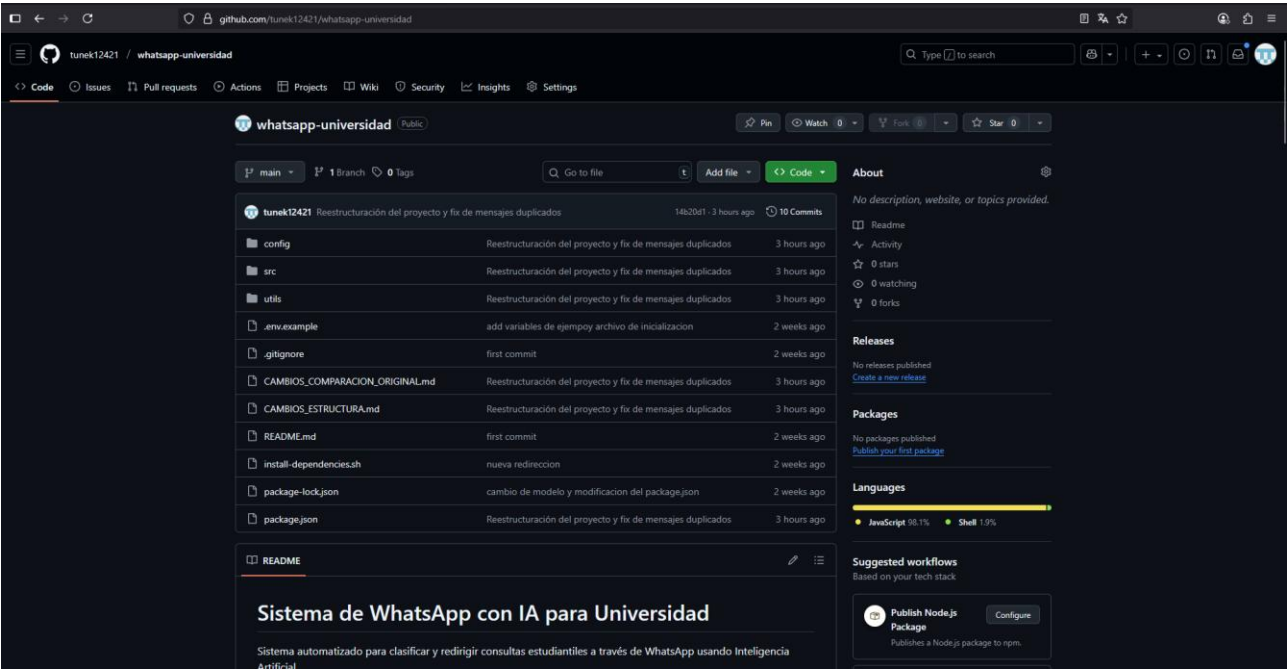 github.com/tunek12421/whatsapp-universidad
tunek12421 / whatsapp-universidad
Type / to search
Code Issues Pull requests Actions Projects Wiki Security Insights Settings
whatsapp-universidad Public
Pin Watch 0 Fork 0 Star 0
main 1 Branch 0 Tags
Go to file t Add file Code
tunek12421 Reestructuración del proyecto y fix de mensajes duplicados 14b20d1 · 3 hours ago 10 Commits
config Reestructuración del proyecto y fix de mensajes duplicados 3 hours ago
src Reestructuración del proyecto y fix de mensajes duplicados 3 hours ago
utils Reestructuración del proyecto y fix de mensajes duplicados 3 hours ago
.env.example add variables de ejempoy archivo de inicializacion 2 weeks ago
.gitignore first commit 2 weeks ago
CAMBIOS_COMPARACION_ORIGINAL.md Reestructuración del proyecto y fix de mensajes duplicados 3 hours ago
CAMBIOS_ESTRUCTURA.md Reestructuración del proyecto y fix de mensajes duplicados 3 hours ago
README.md first commit 2 weeks ago
install-dependencies.sh nueva redireccion 2 weeks ago
package-lock.json cambio de modelo y modificacion del package.json 2 weeks ago
package.json Reestructuración del proyecto y fix de mensajes duplicados 3 hours ago
README
Sistema de WhatsApp con IA para Universidad
Sistema automatizado para clasificar y redirigir consultas estudiantiles a través de WhatsApp usando Inteligencia
Artificial
About
No description, website, or topics provided.
Readme
Activity
0 stars
0 watching
0 forks
Releases
No releases published
Create a new release
Packages
No packages published
Publish your first package
Languages
JavaScript 98.1% Shell 1.9%
Suggested workflows
Based on your tech stack
Publish Node.js
Package
Configure
Publishes a Node.js package to npm.